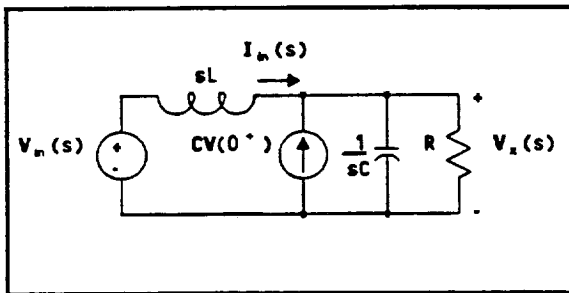 I_in(s)
sL
+
V_in(s)
+
-
CV(0⁺)
1
sC
R
V_x(s)
-